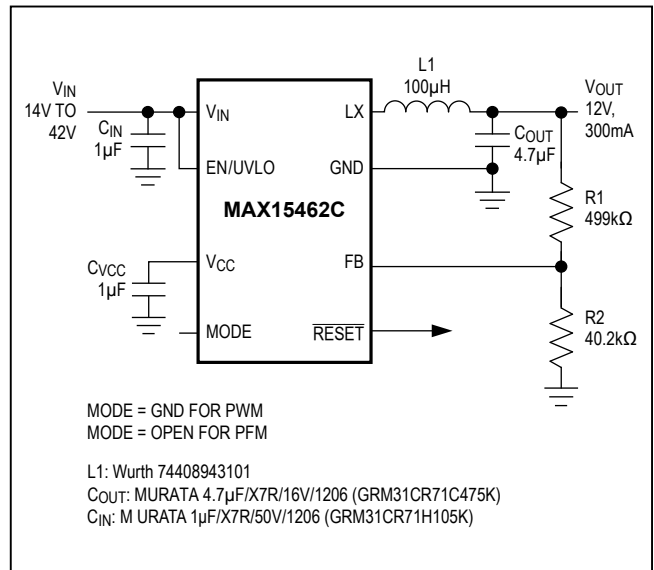 VIN
14V TO
42V
CIN
1µF
VIN
EN/UVLO
MAX15462C
LX
GND
L1
100µH
COUT
4.7µF
VOUT
12V,
300mA
R1
499kΩ
CVCC
1µF
VCC
MODE
FB
RESET
R2
40.2kΩ
MODE = GND FOR PWM
MODE = OPEN FOR PFM
L1: Wurth 74408943101
COUT: MURATA 4.7µF/X7R/16V/1206 (GRM31CR71C475K)
CIN: M URATA 1µF/X7R/50V/1206 (GRM31CR71H105K)